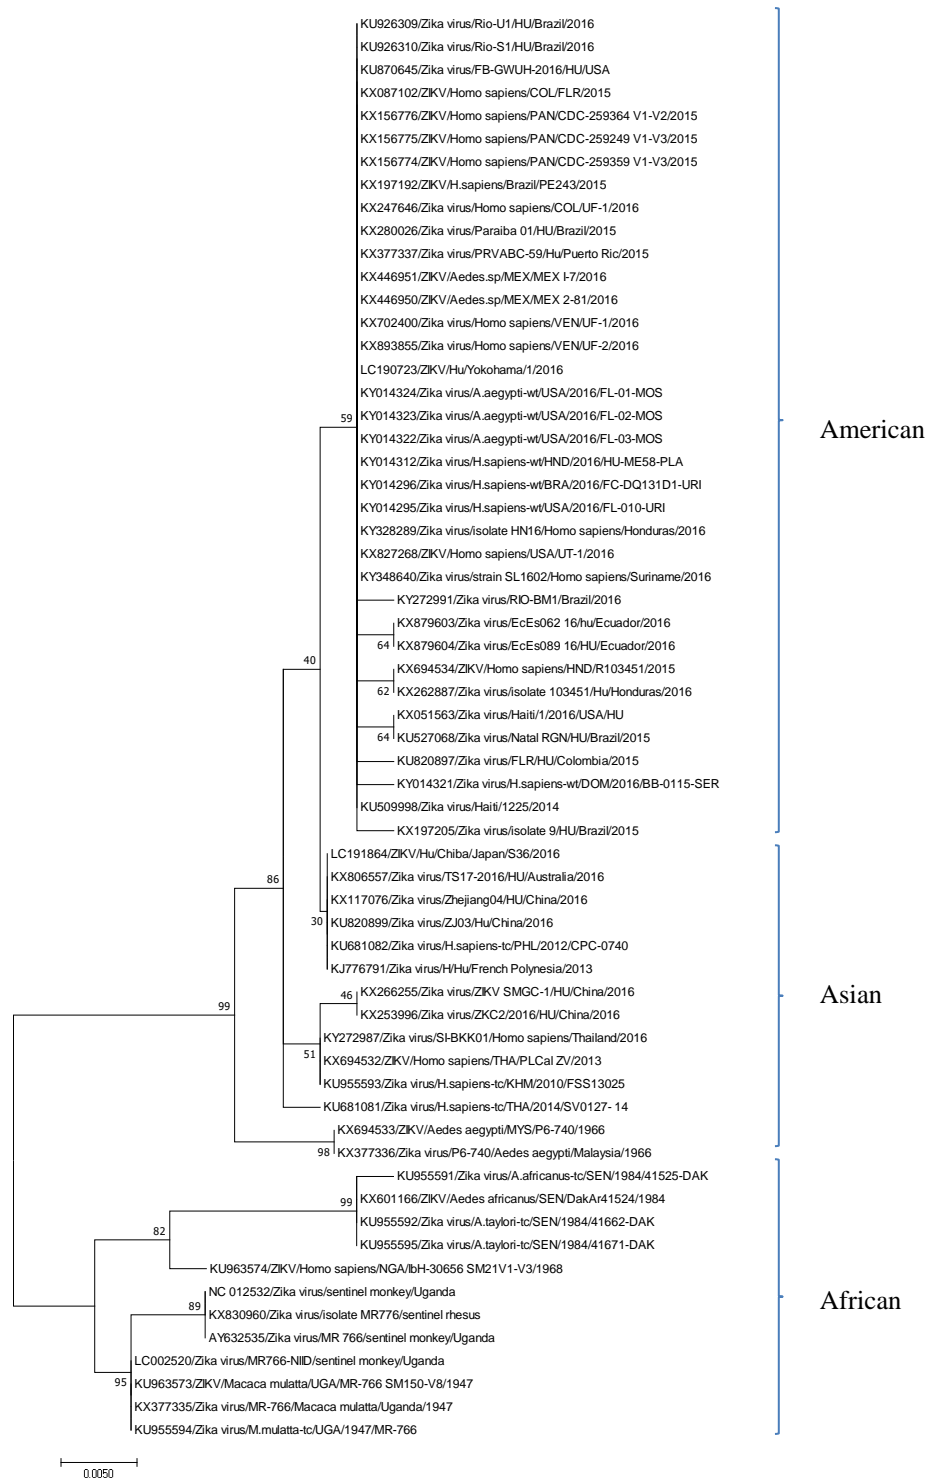 KU926309/Zika virus/Rio-U1/HU/Brazil/2016
KU926310/Zika virus/Rio-S1/HU/Brazil/2016
KU870645/Zika virus/FB-GWUH-2016/HU/USA
KX087102/ZIKV/Homo sapiens/COL/FLR/2015
KX156776/ZIKV/Homo sapiens/PAN/CDC-259364 V1-V2/2015
KX156775/ZIKV/Homo sapiens/PAN/CDC-259249 V1-V3/2015
KX156774/ZIKV/Homo sapiens/PAN/CDC-259359 V1-V3/2015
KX197192/ZIKV/H.sapiens/Brazil/PE243/2015
KX247646/Zika virus/Homo sapiens/COL/UF-1/2016
KX280026/Zika virus/Paraiba 01/HU/Brazil/2015
KX377337/Zika virus/PRVABC-59/Hu/Puerto Ric/2015
KX446951/ZIKV/Aedes.sp/MEX/MEX I-7/2016
KX446950/ZIKV/Aedes.sp/MEX/MEX 2-81/2016
KX702400/Zika virus/Homo sapiens/VEN/UF-1/2016
KX893855/Zika virus/Homo sapiens/VEN/UF-2/2016
LC190723/ZIKV/Hu/Yokohama/1/2016
KY014324/Zika virus/A.aegypti-wt/USA/2016/FL-01-MOS
KY014323/Zika virus/A.aegypti-wt/USA/2016/FL-02-MOS
59
American
KY014322/Zika virus/A.aegypti-wt/USA/2016/FL-03-MOS
KY014312/Zika virus/H.sapiens-wt/HND/2016/HU-ME58-PLA
KY014296/Zika virus/H.sapiens-wt/BRA/2016/FC-DQ131D1-URI
KY014295/Zika virus/H.sapiens-wt/USA/2016/FL-010-URI
KY328289/Zika virus/isolate HN16/Homo sapiens/Honduras/2016
KX827268/ZIKV/Homo sapiens/USA/UT-1/2016
KY348640/Zika virus/strain SL1602/Homo sapiens/Suriname/2016
KY272991/Zika virus/RIO-BM1/Brazil/2016
KX879603/Zika virus/EcEs062 16/hu/Ecuador/2016
64
KX879604/Zika virus/EcEs089 16/HU/Ecuador/2016
40
KX694534/ZIKV/Homo sapiens/HND/R103451/2015
62
KX262887/Zika virus/isolate 103451/Hu/Honduras/2016
KX051563/Zika virus/Haiti/1/2016/USA/HU
64
KU527068/Zika virus/Natal RGN/HU/Brazil/2015
KU820897/Zika virus/FLR/HU/Colombia/2015
KY014321/Zika virus/H.sapiens-wt/DOM/2016/BB-0115-SER
KU509998/Zika virus/Haiti/1225/2014
KX197205/Zika virus/isolate 9/HU/Brazil/2015
LC191864/ZIKV/Hu/Chiba/Japan/S36/2016
KX806557/Zika virus/TS17-2016/HU/Australia/2016
86
KX117076/Zika virus/Zhejiang04/HU/China/2016
30
KU820899/Zika virus/ZJ03/Hu/China/2016
KU681082/Zika virus/H.sapiens-tc/PHL/2012/CPC-0740
KJ776791/Zika virus/H/Hu/French Polynesia/2013
46
KX266255/Zika virus/ZIKV SMGC-1/HU/China/2016
Asian
99
KX253996/Zika virus/ZKC2/2016/HU/China/2016
KY272987/Zika virus/SI-BKK01/Homo sapiens/Thailand/2016
51
KX694532/ZIKV/Homo sapiens/THA/PLCal ZV/2013
KU955593/Zika virus/H.sapiens-tc/KHM/2010/FSS13025
KU681081/Zika virus/H.sapiens-tc/THA/2014/SV0127- 14
KX694533/ZIKV/Aedes aegypti/MYS/P6-740/1966
98
KX377336/Zika virus/P6-740/Aedes aegypti/Malaysia/1966
KU955591/Zika virus/A.africanus-tc/SEN/1984/41525-DAK
99
KX601166/ZIKV/Aedes africanus/SEN/DakAr41524/1984
KU955592/Zika virus/A.taylori-tc/SEN/1984/41662-DAK
82
KU955595/Zika virus/A.taylori-tc/SEN/1984/41671-DAK
KU963574/ZIKV/Homo sapiens/NGA/IbH-30656 SM21V1-V3/1968
NC 012532/Zika virus/sentinel monkey/Uganda
African
89
KX830960/Zika virus/isolate MR776/sentinel rhesus
AY632535/Zika virus/MR 766/sentinel monkey/Uganda
LC002520/Zika virus/MR766-NIID/sentinel monkey/Uganda
95
KU963573/ZIKV/Macaca mulatta/UGA/MR-766 SM150-V8/1947
KX377335/Zika virus/MR-766/Macaca mulatta/Uganda/1947
KU955594/Zika virus/M.mulatta-tc/UGA/1947/MR-766
0.0050